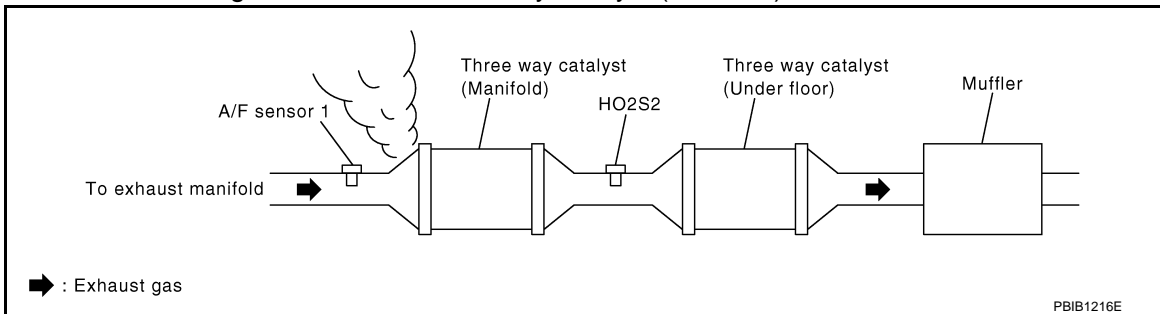 Three way catalyst
(Manifold)
Three way catalyst
(Under floor)
Muffler
A/F sensor 1
HO2S2
To exhaust manifold
: Exhaust gas
PBIB1216E